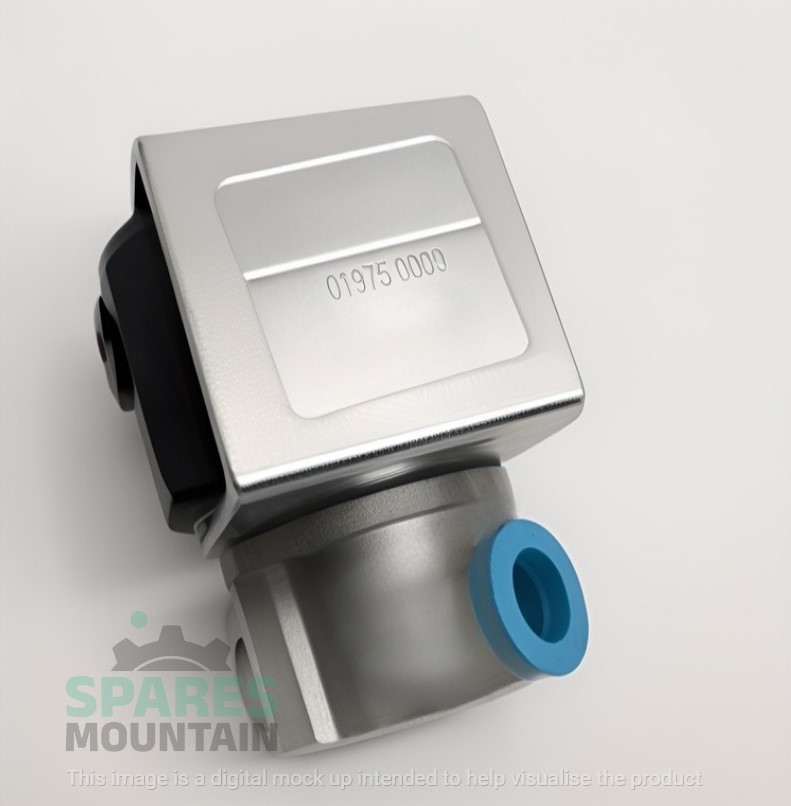 01975 0000
SPARES
MOUNTAIN
This image is a digital mock up intended to help visualise the product